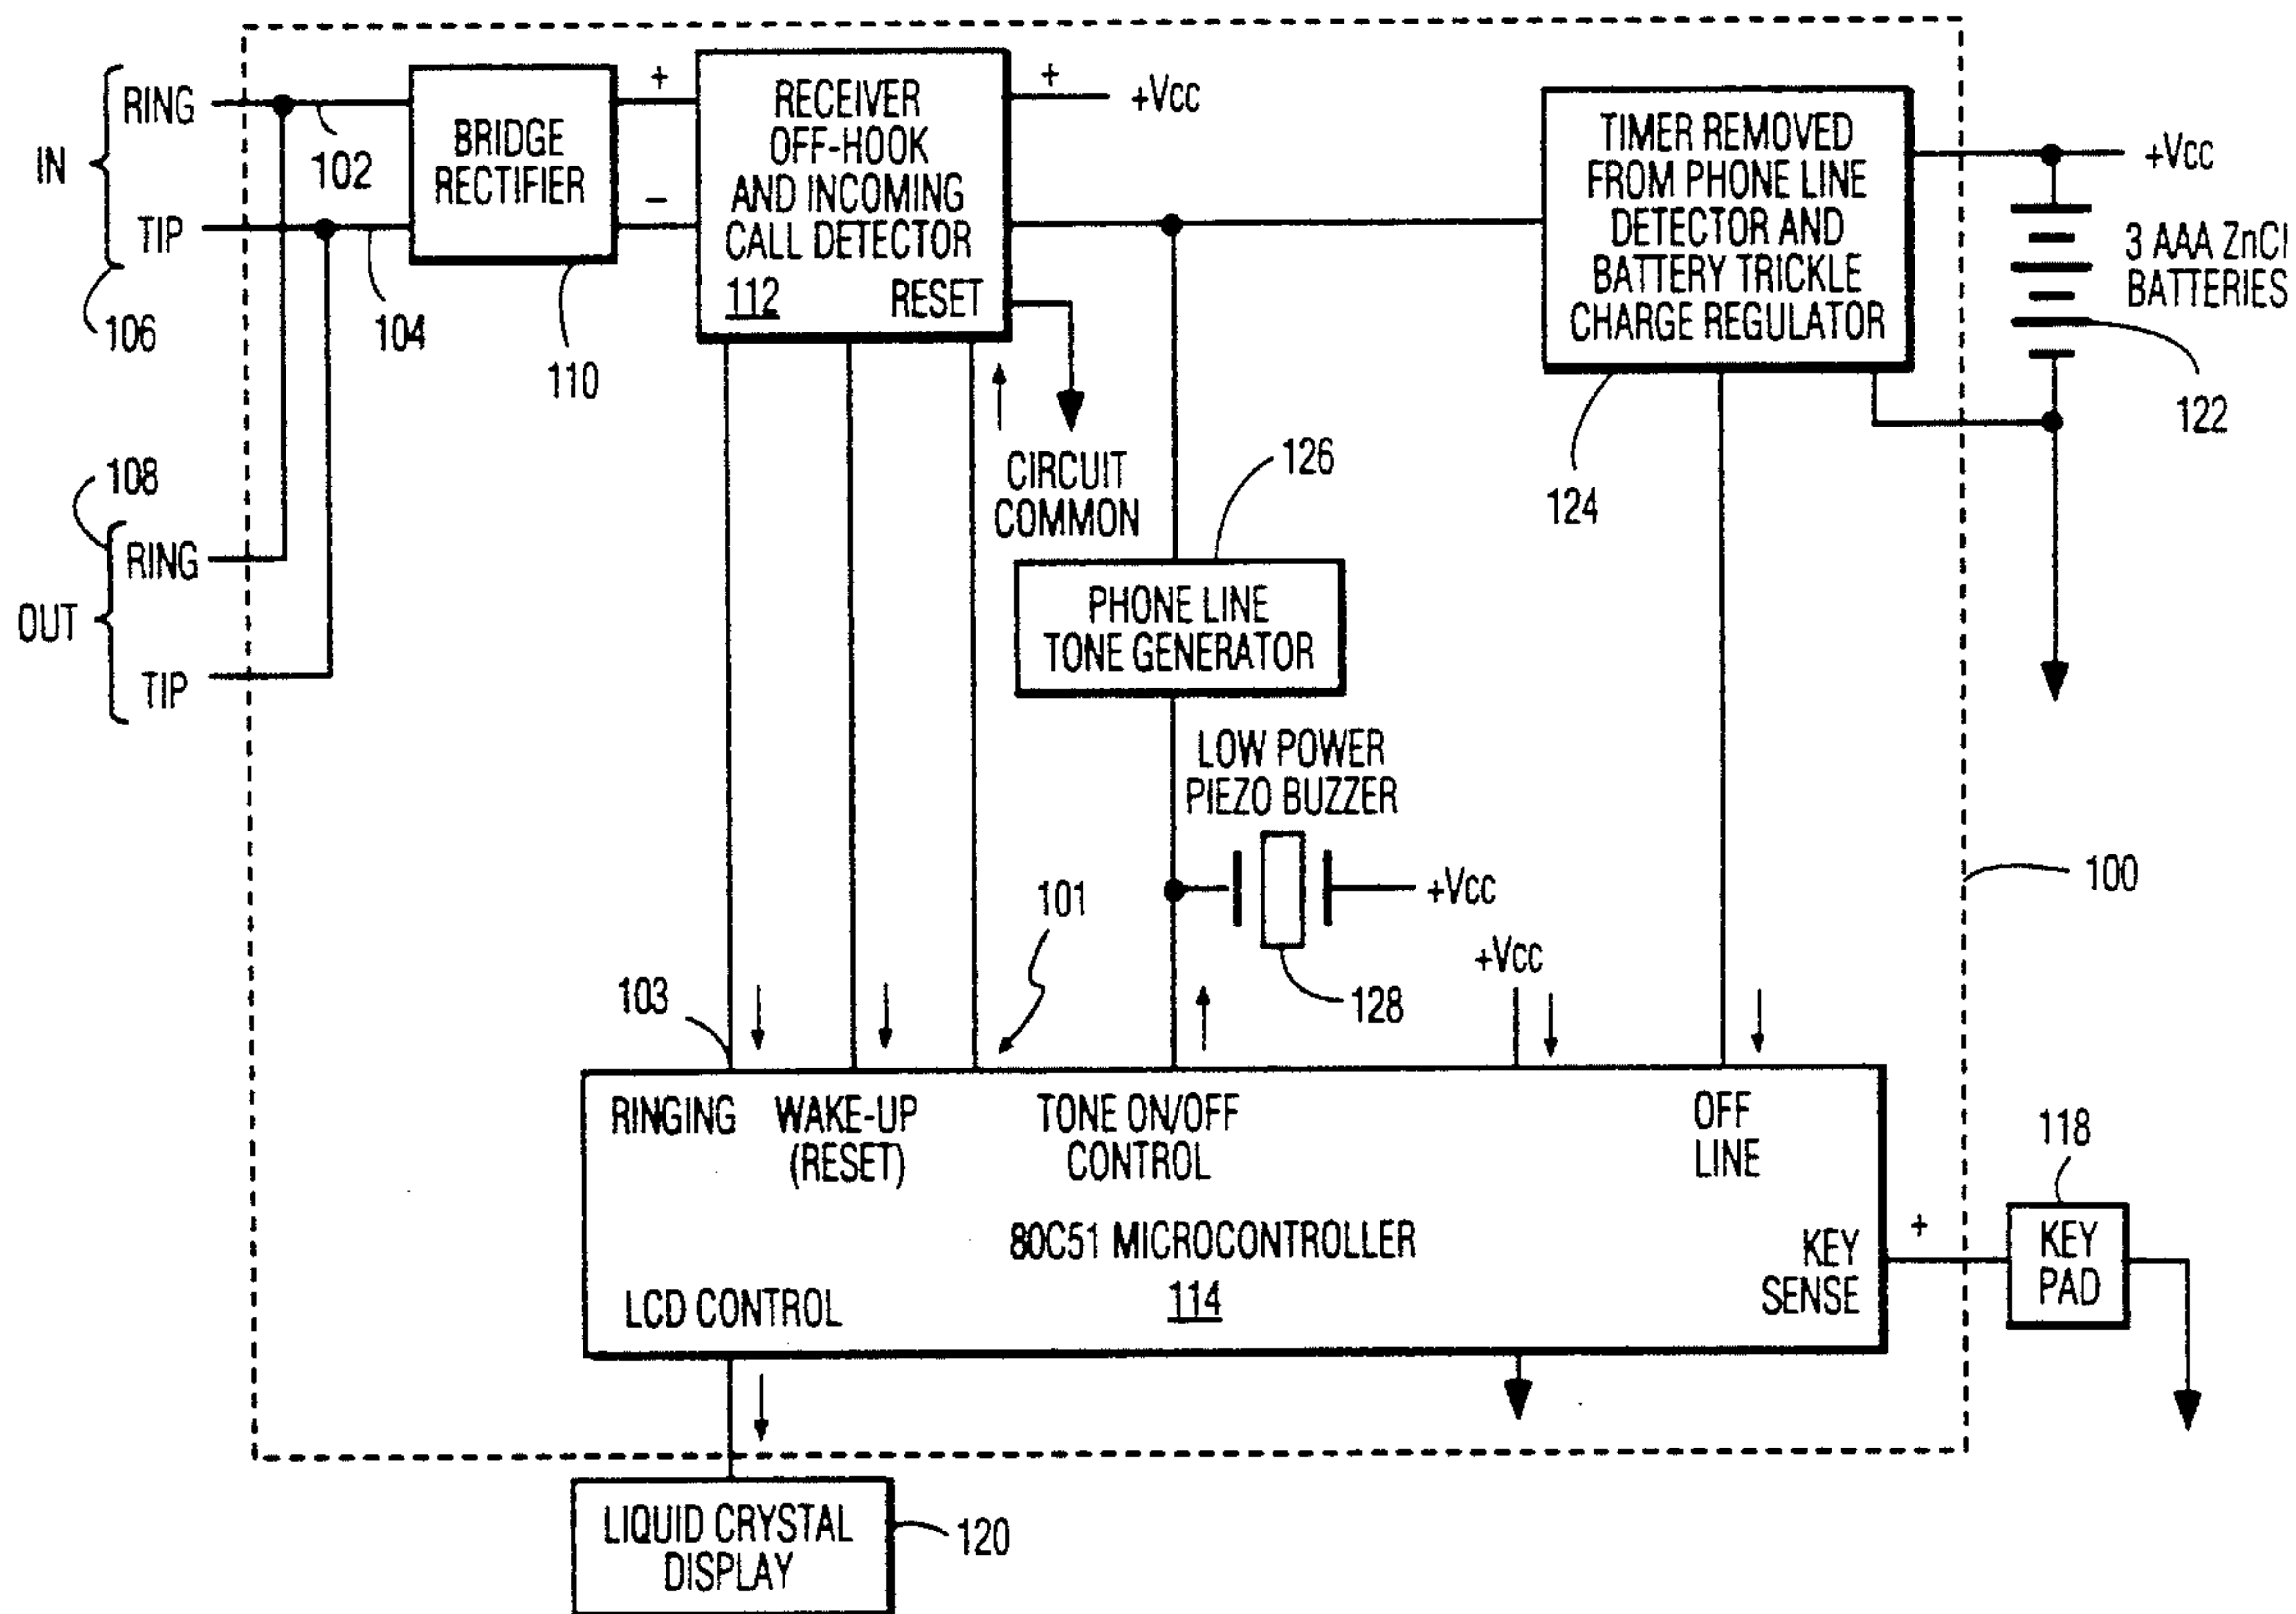 IN
RING
TIP
106
102
104
BRIDGE
RECTIFIER
110
+
-
RECEIVER
OFF-HOOK
AND INCOMING
CALL DETECTOR
112
RESET
+
+Vcc
CIRCUIT
COMMON
TIMER REMOVED
FROM PHONE LINE
DETECTOR AND
BATTERY TRICKLE
CHARGE REGULATOR
124
+Vcc
3 AAA ZnCl
BATTERIES
122
108
OUT
RING
TIP
126
PHONE LINE
TONE GENERATOR
LOW POWER
PIEZO BUZZER
+Vcc
128
101
103
+Vcc
100
RINGING
WAKE-UP
(RESET)
TONE ON/OFF
CONTROL
OFF
LINE
80C51 MICROCONTROLLER
114
LCD CONTROL
KEY
SENSE
+
118
KEY
PAD
LIQUID CRYSTAL
DISPLAY
120